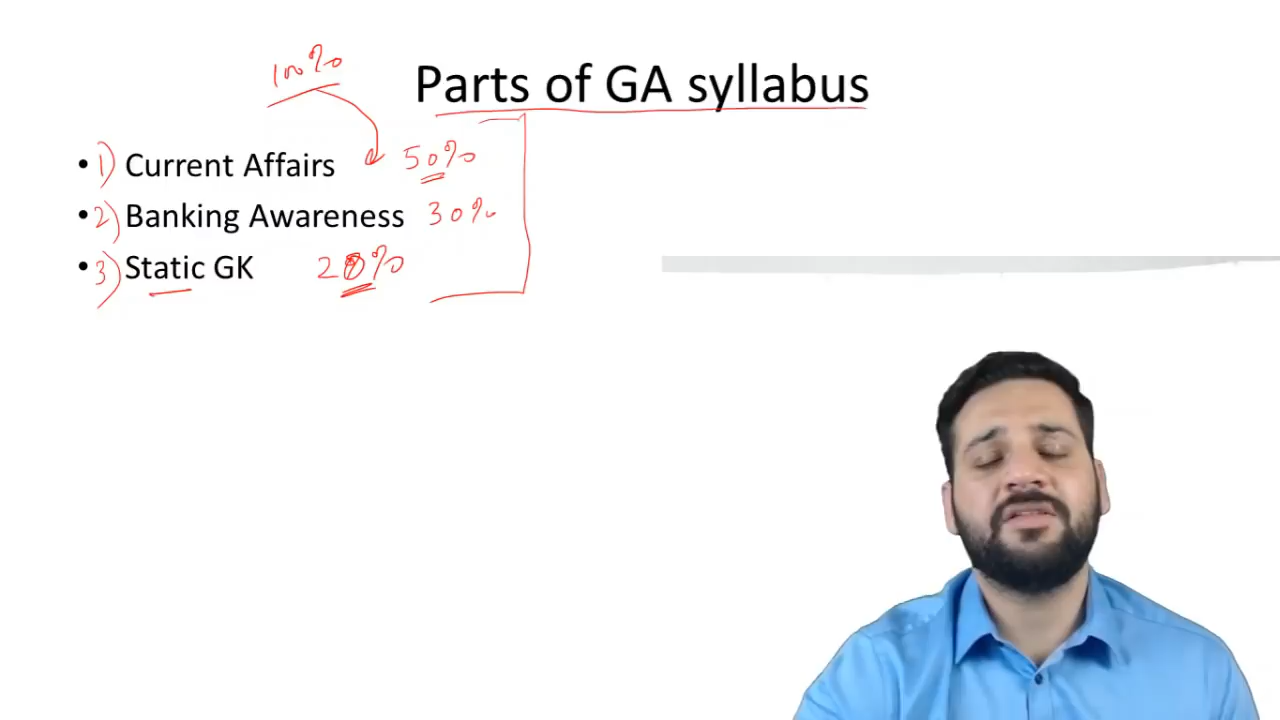 100%
Parts of GA syllabus
• 1) Current Affairs 50%
• 2) Banking Awareness 30%
• 3) Static GK 20%